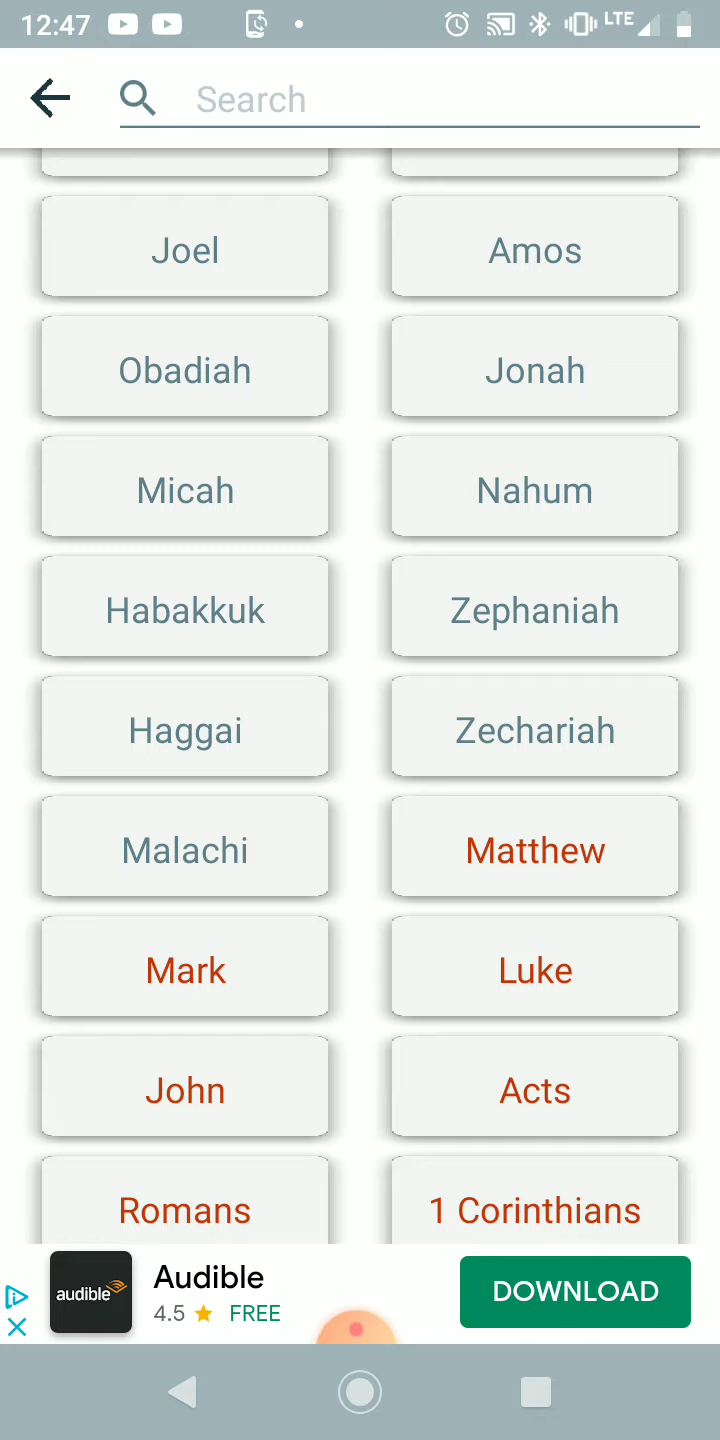 12:47 LTE
Search
Joel Amos
Obadiah Jonah
Micah Nahum
Habakkuk Zephaniah
Haggai Zechariah
Malachi Matthew
Mark Luke
John Acts
Romans 1 Corinthians
audible
Audible
4.5 FREE
DOWNLOAD